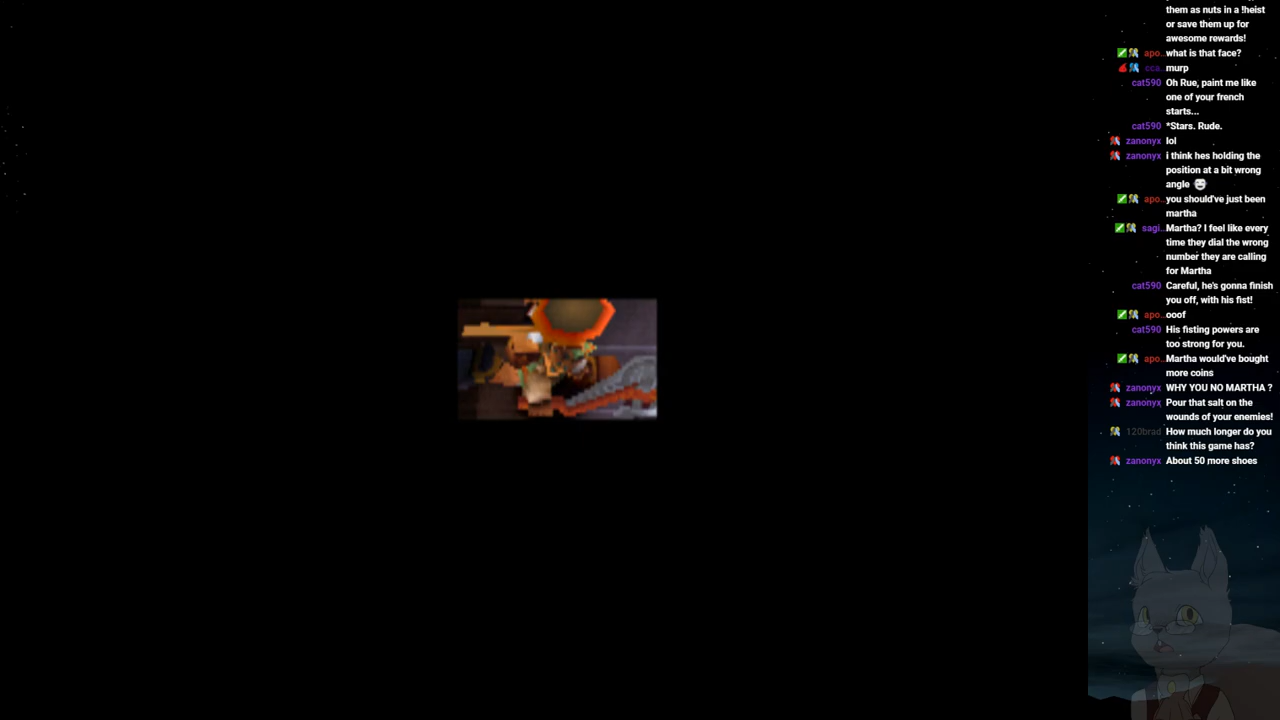 them as nuts in a !heist
or save them up for
awesome rewards!
apo.. what is that face?
cca.. murp
cat590 Oh Rue, paint me like
one of your french
starts...
cat590 *Stars. Rude.
zanonyx lol
zanonyx i think hes holding the
position at a bit wrong
angle
apo.. you should've just been
martha
sagi.. Martha? I feel like every
time they dial the wrong
number they are calling
for Martha
cat590 Careful, he's gonna finish
you off, with his fist!
apo.. ooof
cat590 His fisting powers are
too strong for you.
apo.. Martha would've bought
more coins
zanonyx WHY YOU NO MARTHA ?
zanonyx Pour that salt on the
wounds of your enemies!
120brad How much longer do you
think this game has?
zanonyx About 50 more shoes